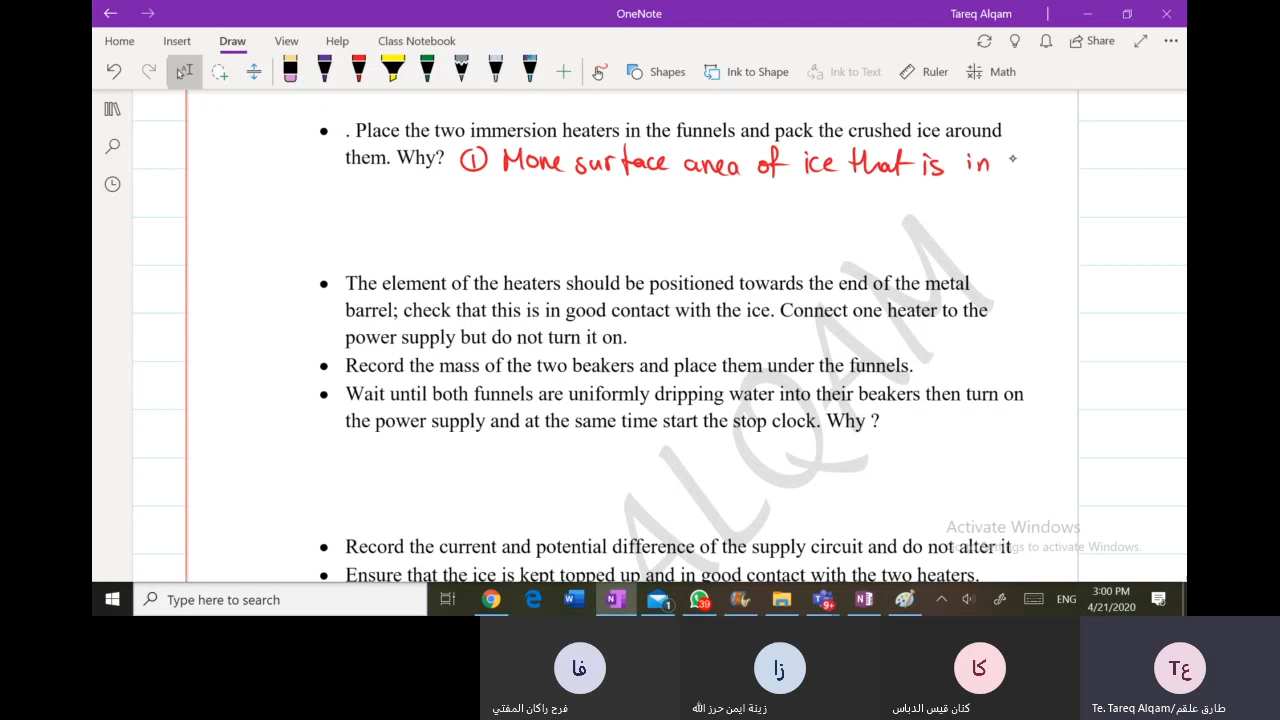 OneNote
Tareq Alqam
Home Insert Draw View Help Class Notebook Share
Shapes Ink to Shape Ink to Text Ruler Math
. Place the two immersion heaters in the funnels and pack the crushed ice around
them. Why? ① More surface area of ice that is in
The element of the heaters should be positioned towards the end of the metal
barrel; check that this is in good contact with the ice. Connect one heater to the
power supply but do not turn it on.
Record the mass of the two beakers and place them under the funnels.
Wait until both funnels are uniformly dripping water into their beakers then turn on
the power supply and at the same time start the stop clock. Why ?
ALQAM
Activate Windows
Record the current and potential difference of the supply circuit and do not alter it
to activate Windows.
Ensure that the ice is kept topped up and in good contact with the two heaters.
Type here to search
1 39 9+ ENG 3:00 PM
4/21/2020
فا زا كا طع
فرح راكان المفتي زينة ايمن حرز الله كنان قيس الدباس Te. Tareq Alqam/طارق علقم